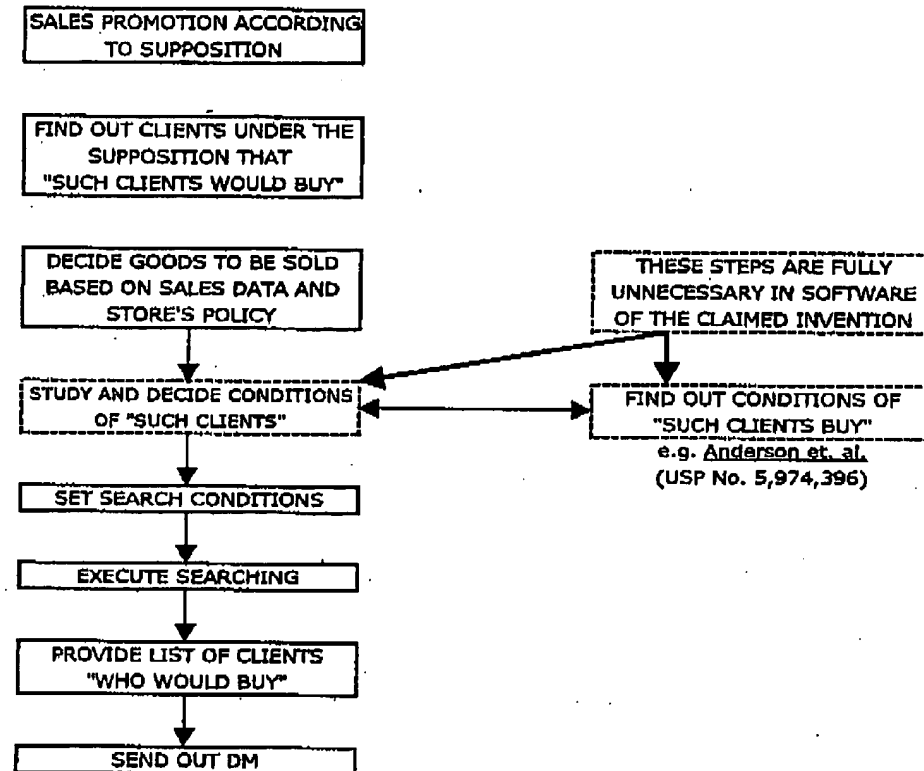 SALES PROMOTION ACCORDING
TO SUPPOSITION
FIND OUT CLIENTS UNDER THE
SUPPOSITION THAT
"SUCH CLIENTS WOULD BUY"
DECIDE GOODS TO BE SOLD
BASED ON SALES DATA AND
STORE'S POLICY
THESE STEPS ARE FULLY
UNNECESSARY IN SOFTWARE
OF THE CLAIMED INVENTION
STUDY AND DECIDE CONDITIONS
OF "SUCH CLIENTS"
FIND OUT CONDITIONS OF
"SUCH CLIENTS BUY"
e.g. Anderson et. al.
(USP No. 5,974,396)
SET SEARCH CONDITIONS
EXECUTE SEARCHING
PROVIDE LIST OF CLIENTS
"WHO WOULD BUY"
SEND OUT DM